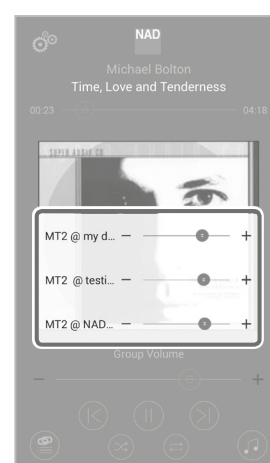 NAD
Michael Bolton
Time, Love and Tenderness
00:23 04:18
SUPER AUDIO CD
MT2 @ my d... − +
MT2 @ testi... − +
MT2 @ NAD... − +
Group Volume
− +